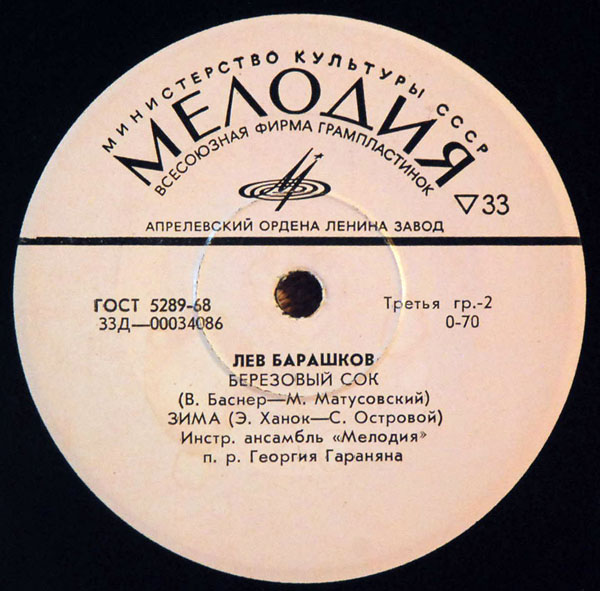 МИНИСТЕРСТВО КУЛЬТУРЫ СССР
МЕЛОДИЯ
ВСЕСОЮЗНАЯ ФИРМА ГРАМПЛАСТИНОК
▽33
АПРЕЛЕВСКИЙ ОРДЕНА ЛЕНИНА ЗАВОД
ГОСТ 5289-68
33Д—00034086
Третья гр.-2
0-70
ЛЕВ БАРАШКОВ
БЕРЕЗОВЫЙ СОК
(В. Баснер—М. Матусовский)
ЗИМА (Э. Ханок—С. Островой)
Инстр. ансамбль «Мелодия»
п. р. Георгия Гараняна